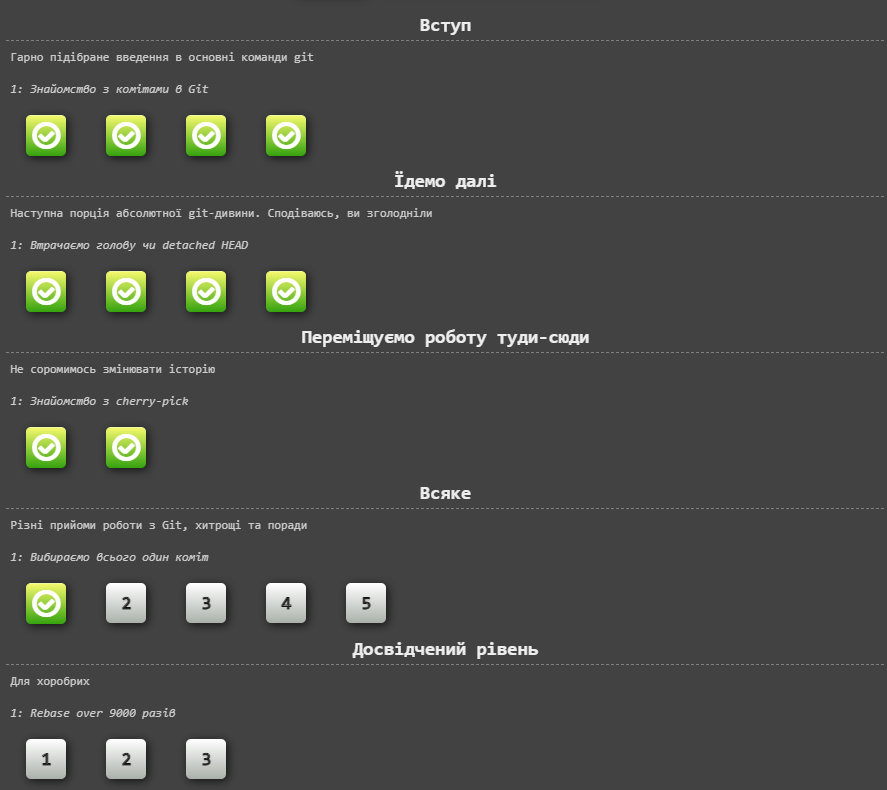 Вступ
Гарно підібране введення в основні команди git
1: Знайомство з комітами в Git
Їдемо далі
Наступна порція абсолютної git-дивини. Сподіваюсь, ви зголодніли
1: Втрачаємо голову чи detached HEAD
Переміщуємо роботу туди-сюди
Не соромимось змінювати історію
1: Знайомство з cherry-pick
Всяке
Різні прийоми роботи з Git, хитрощі та поради
1: Вибираємо всього один коміт
2 3 4 5
Досвідчений рівень
Для хоробрих
1: Rebase over 9000 разів
1 2 3